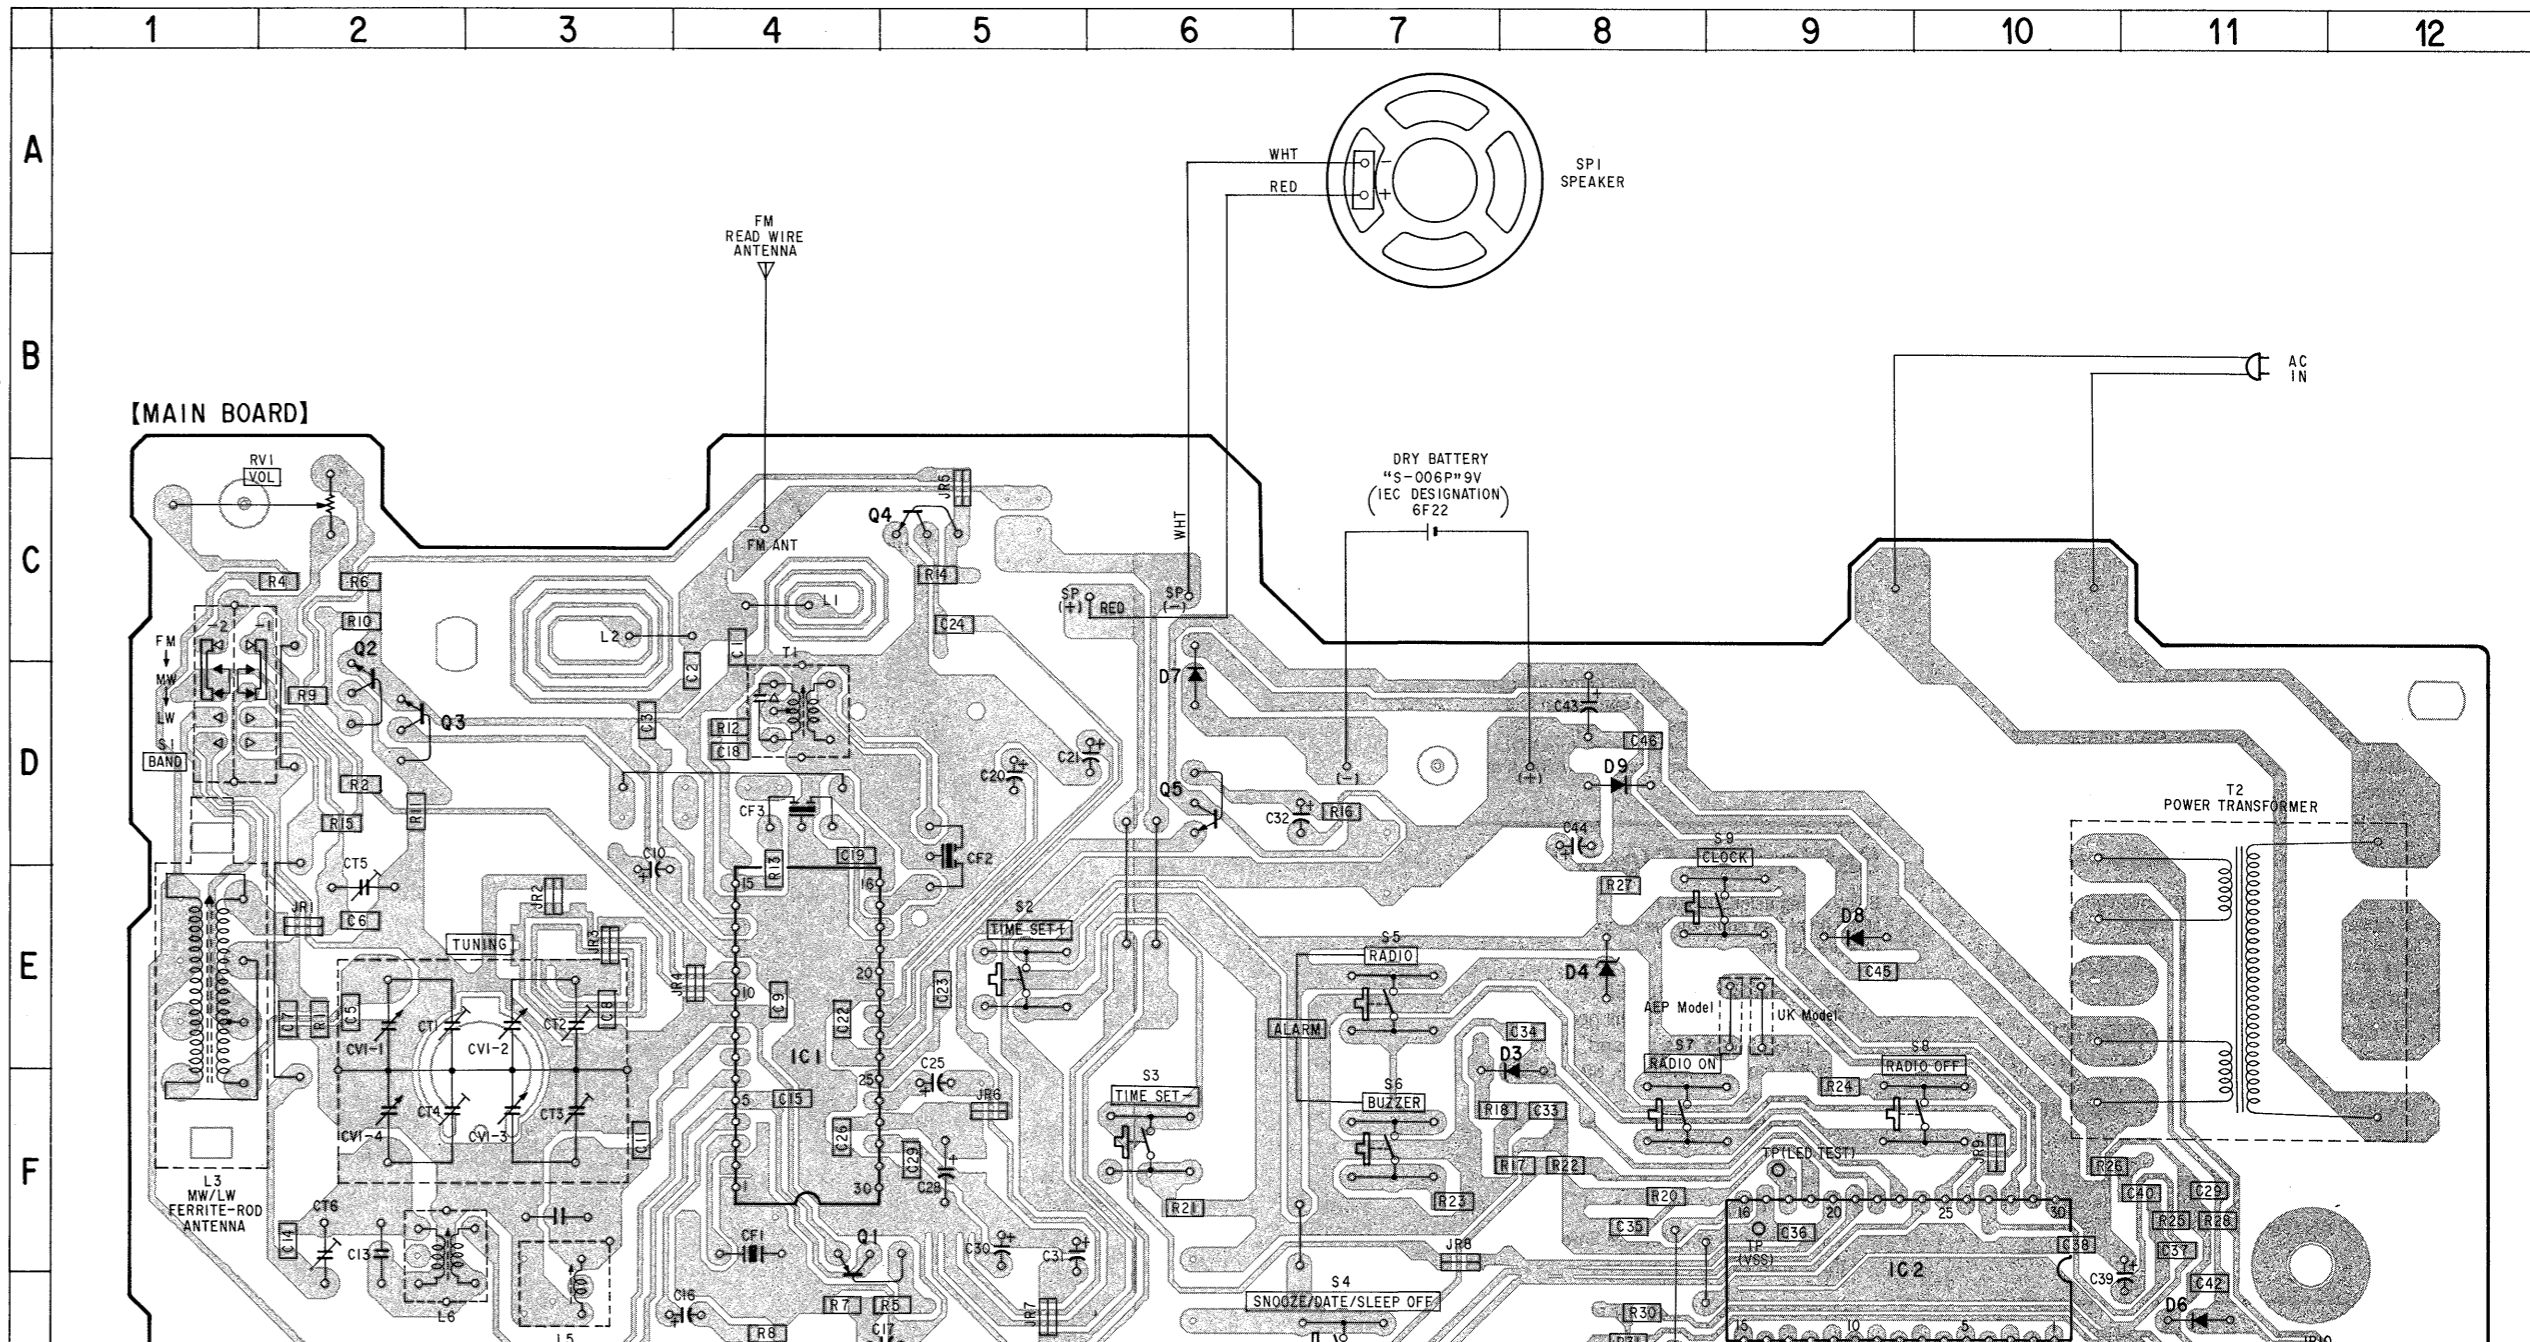 1 2 3 4 5 6 7 8 9 10 11 12
A
WHT
RED
-
+
SP1
SPEAKER
FM
READ WIRE
ANTENNA
B
AC
IN
【MAIN BOARD】
DRY BATTERY
"S-006P" 9V
(IEC DESIGNATION)
6F22
RV1
VOL
JR5
Q4
WHT
FM ANT
C
R4 R6
R14
L1
SP
(+)
RED
SP
(-)
R10
-2 -1
FM
L2
C24
Q2
C1
T1
C2
MW
D7
R9
LW
Q3
C3
R12
C43
S1
BAND
C18
C21
C46
D
C20
(-)
(+)
D9
R2
Q5
T2
POWER TRANSFORMER
R11
CF3
C32
R16
R15
C44
S9
CLOCK
CT5
C10
R13
C19
CF2
15 16
R27
JR2
JR1
C6
S2
TIME SET+
D8
TUNING
JR3
S5
RADIO
E
JR4
20
C23
D4
C45
10
C9
C7 R1 C5
C8
C22
AEP Model
UK Model
CT1
CT2
ALARM
C34
CV1-1
CV1-2
IC1
D3
S7
RADIO ON
S8
RADIO OFF
C25
25
S3
TIME SET-
S6
BUZZER
R24
CT4
CT3
5
C15
JR6
R18 C33
CV1-4
CV1-3
C11
C26
C29
JR9
TP(LED TEST)
F
R17 R22
R26
L3
MW/LW
FERRITE-ROD
ANTENNA
1
30
C28
R21
R23
R20
C40
C29
CT6
16 20 25 30
C35
C36
R25 R28
C14
C13
CF1
Q1
C30
C31
JR8
TP
(VSS)
C38
C37
IC2
C39
C42
S4
SNOOZE/DATE/SLEEP OFF
L6
C16
R7 R5
JR7
R30
D6
L5
R8
C17
R31
15 10 5 1
JR10